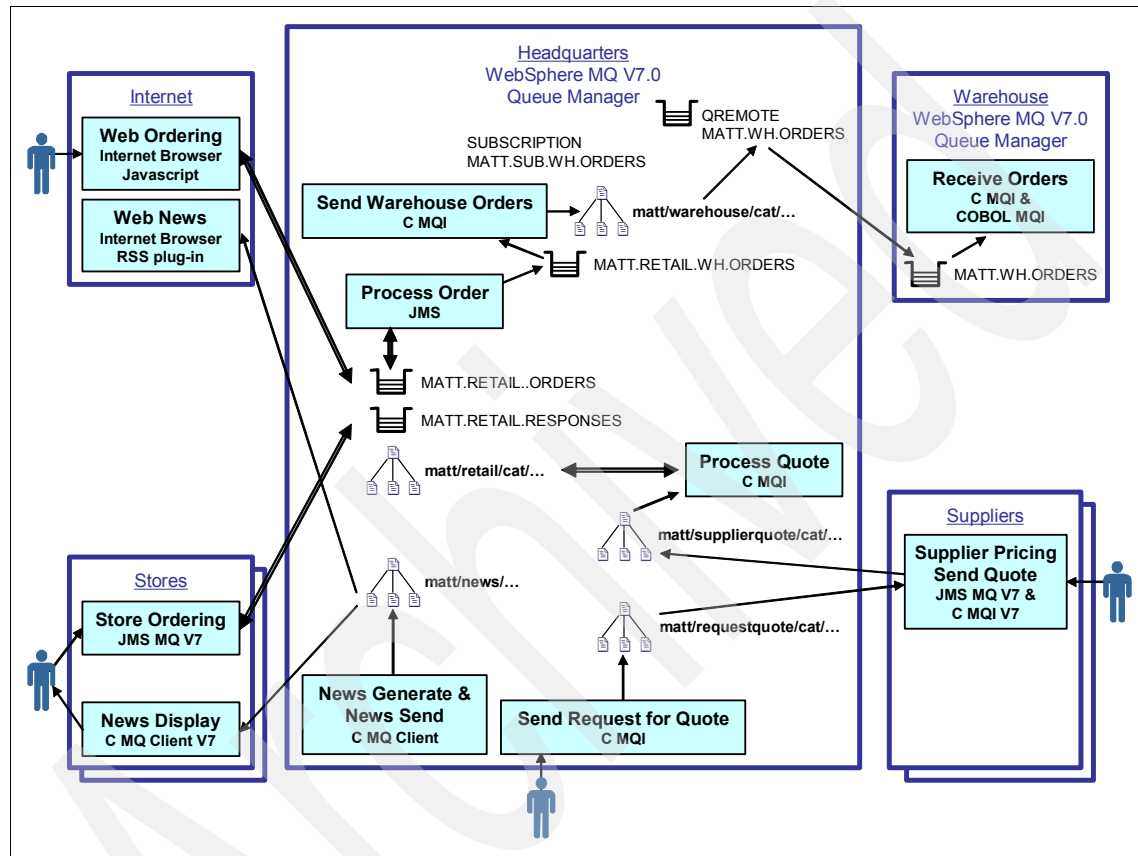 Headquarters
WebSphere MQ V7.0
Queue Manager
Internet
Web Ordering
Internet Browser
Javascript
Web News
Internet Browser
RSS plug-in
SUBSCRIPTION
MATT.SUB.WH.ORDERS
QREMOTE
MATT.WH.ORDERS
Send Warehouse Orders
C MQI
matt/warehouse/cat/…
MATT.RETAIL.WH.ORDERS
Process Order
JMS
MATT.RETAIL..ORDERS
MATT.RETAIL.RESPONSES
matt/retail/cat/…
Process Quote
C MQI
matt/supplierquote/cat/…
matt/news/…
matt/requestquote/cat/…
News Generate &
News Send
C MQ Client
Send Request for Quote
C MQI
Warehouse
WebSphere MQ V7.0
Queue Manager
Receive Orders
C MQI &
COBOL MQI
MATT.WH.ORDERS
Stores
Store Ordering
JMS MQ V7
News Display
C MQ Client V7
Suppliers
Supplier Pricing
Send Quote
JMS MQ V7 &
C MQI V7
Archived